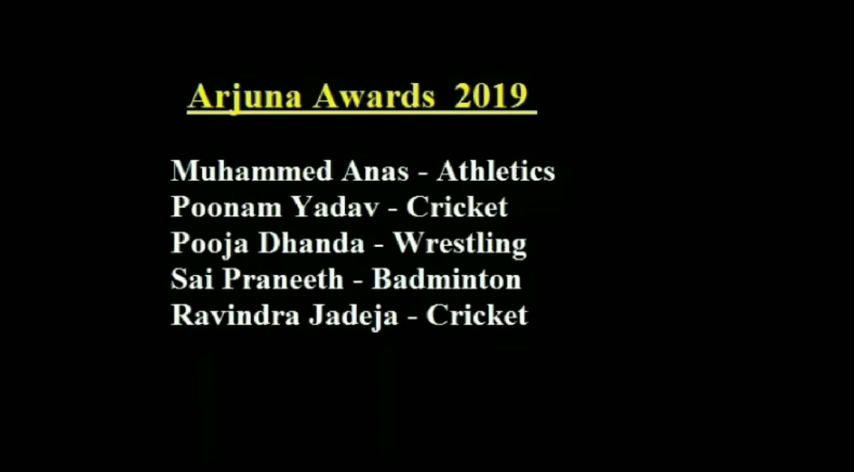 Arjuna Awards 2019
Muhammed Anas - Athletics
Poonam Yadav - Cricket
Pooja Dhanda - Wrestling
Sai Praneeth - Badminton
Ravindra Jadeja - Cricket